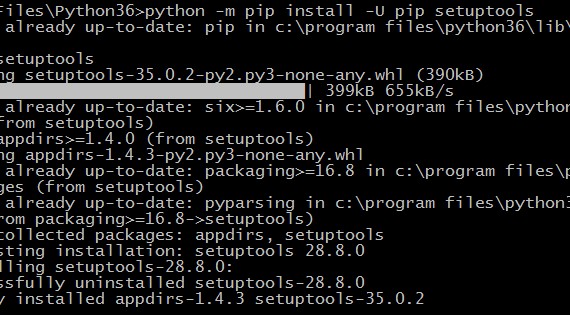 Files\Python36>python -m pip install -U pip setuptools
already up-to-date: pip in c:\program files\python36\lib\
setuptools
ng setuptools-35.0.2-py2.py3-none-any.whl (390kB)
| 399kB 655kB/s
already up-to-date: six>=1.6.0 in c:\program files\python
from setuptools)
appdirs>=1.4.0 (from setuptools)
ng appdirs-1.4.3-py2.py3-none-any.whl
already up-to-date: packaging>=16.8 in c:\program files\p
ges (from setuptools)
already up-to-date: pyparsing in c:\program files\python3
rom packaging>=16.8->setuptools)
collected packages: appdirs, setuptools
sting installation: setuptools 28.8.0
lling setuptools-28.8.0:
ssfully uninstalled setuptools-28.8.0
y installed appdirs-1.4.3 setuptools-35.0.2